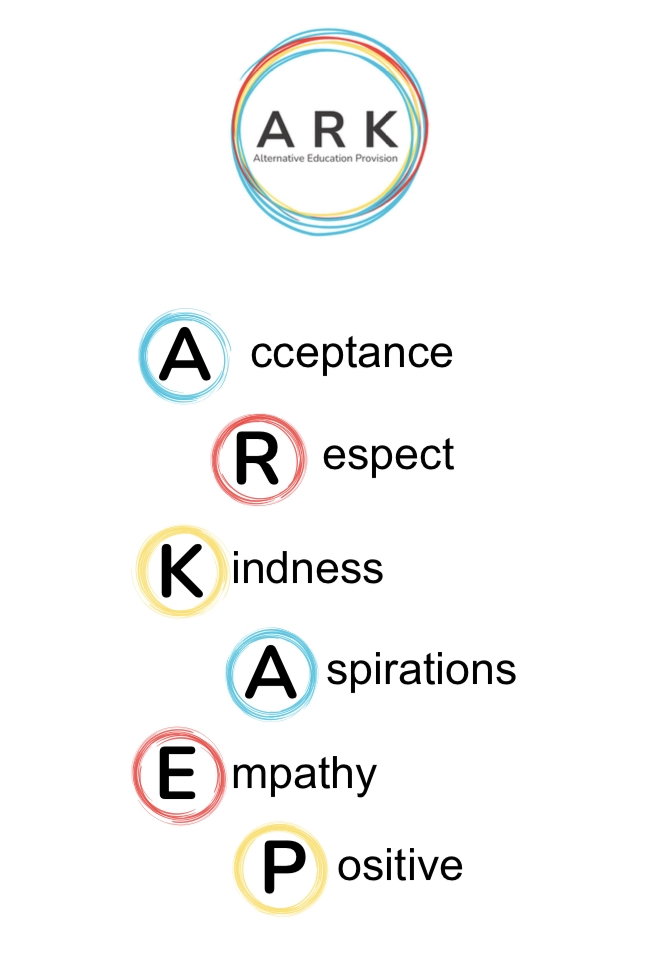 ARK
Alternative Education Provision
Acceptance
Respect
Kindness
Aspirations
Empathy
Positive